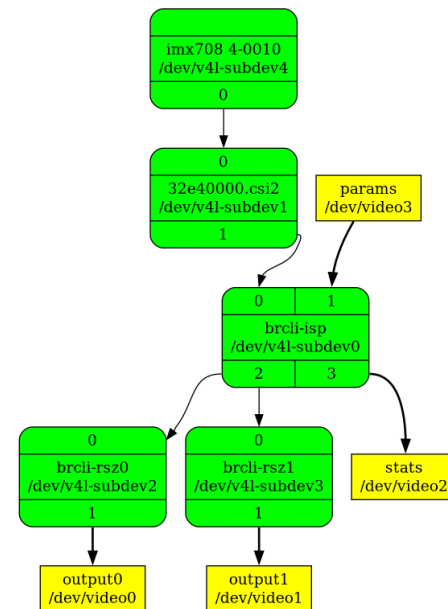 imx708 4-0010
/dev/v4l-subdev4
0
0
32e40000.csi2
/dev/v4l-subdev1
1
params
/dev/video3
0 1
brcli-isp
/dev/v4l-subdev0
2 3
0
brcli-rsz0
/dev/v4l-subdev2
1
0
brcli-rsz1
/dev/v4l-subdev3
1
stats
/dev/video2
output0
/dev/video0
output1
/dev/video1